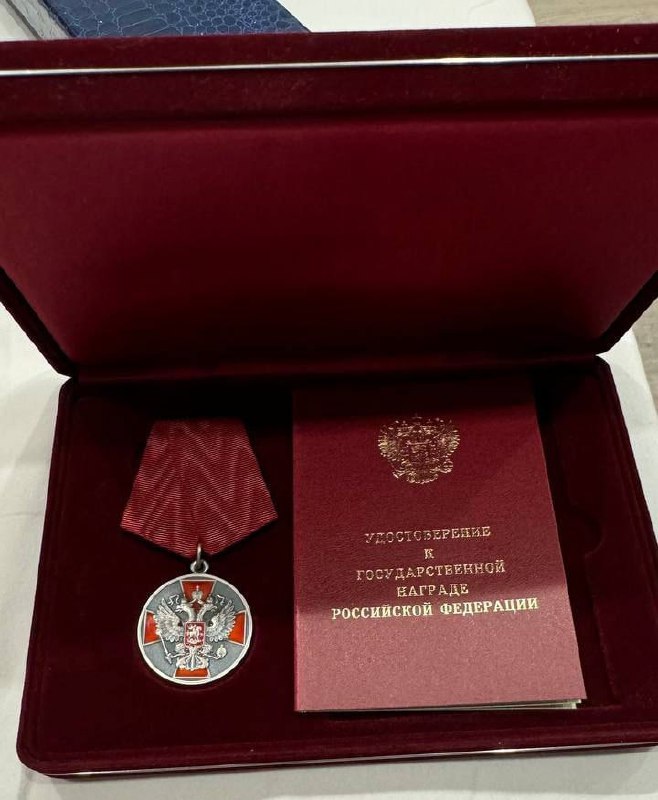 УДОСТОВЕРЕНИЕ
К
ГОСУДАРСТВЕННОЙ
НАГРАДЕ
РОССИЙСКОЙ ФЕДЕРАЦИИ